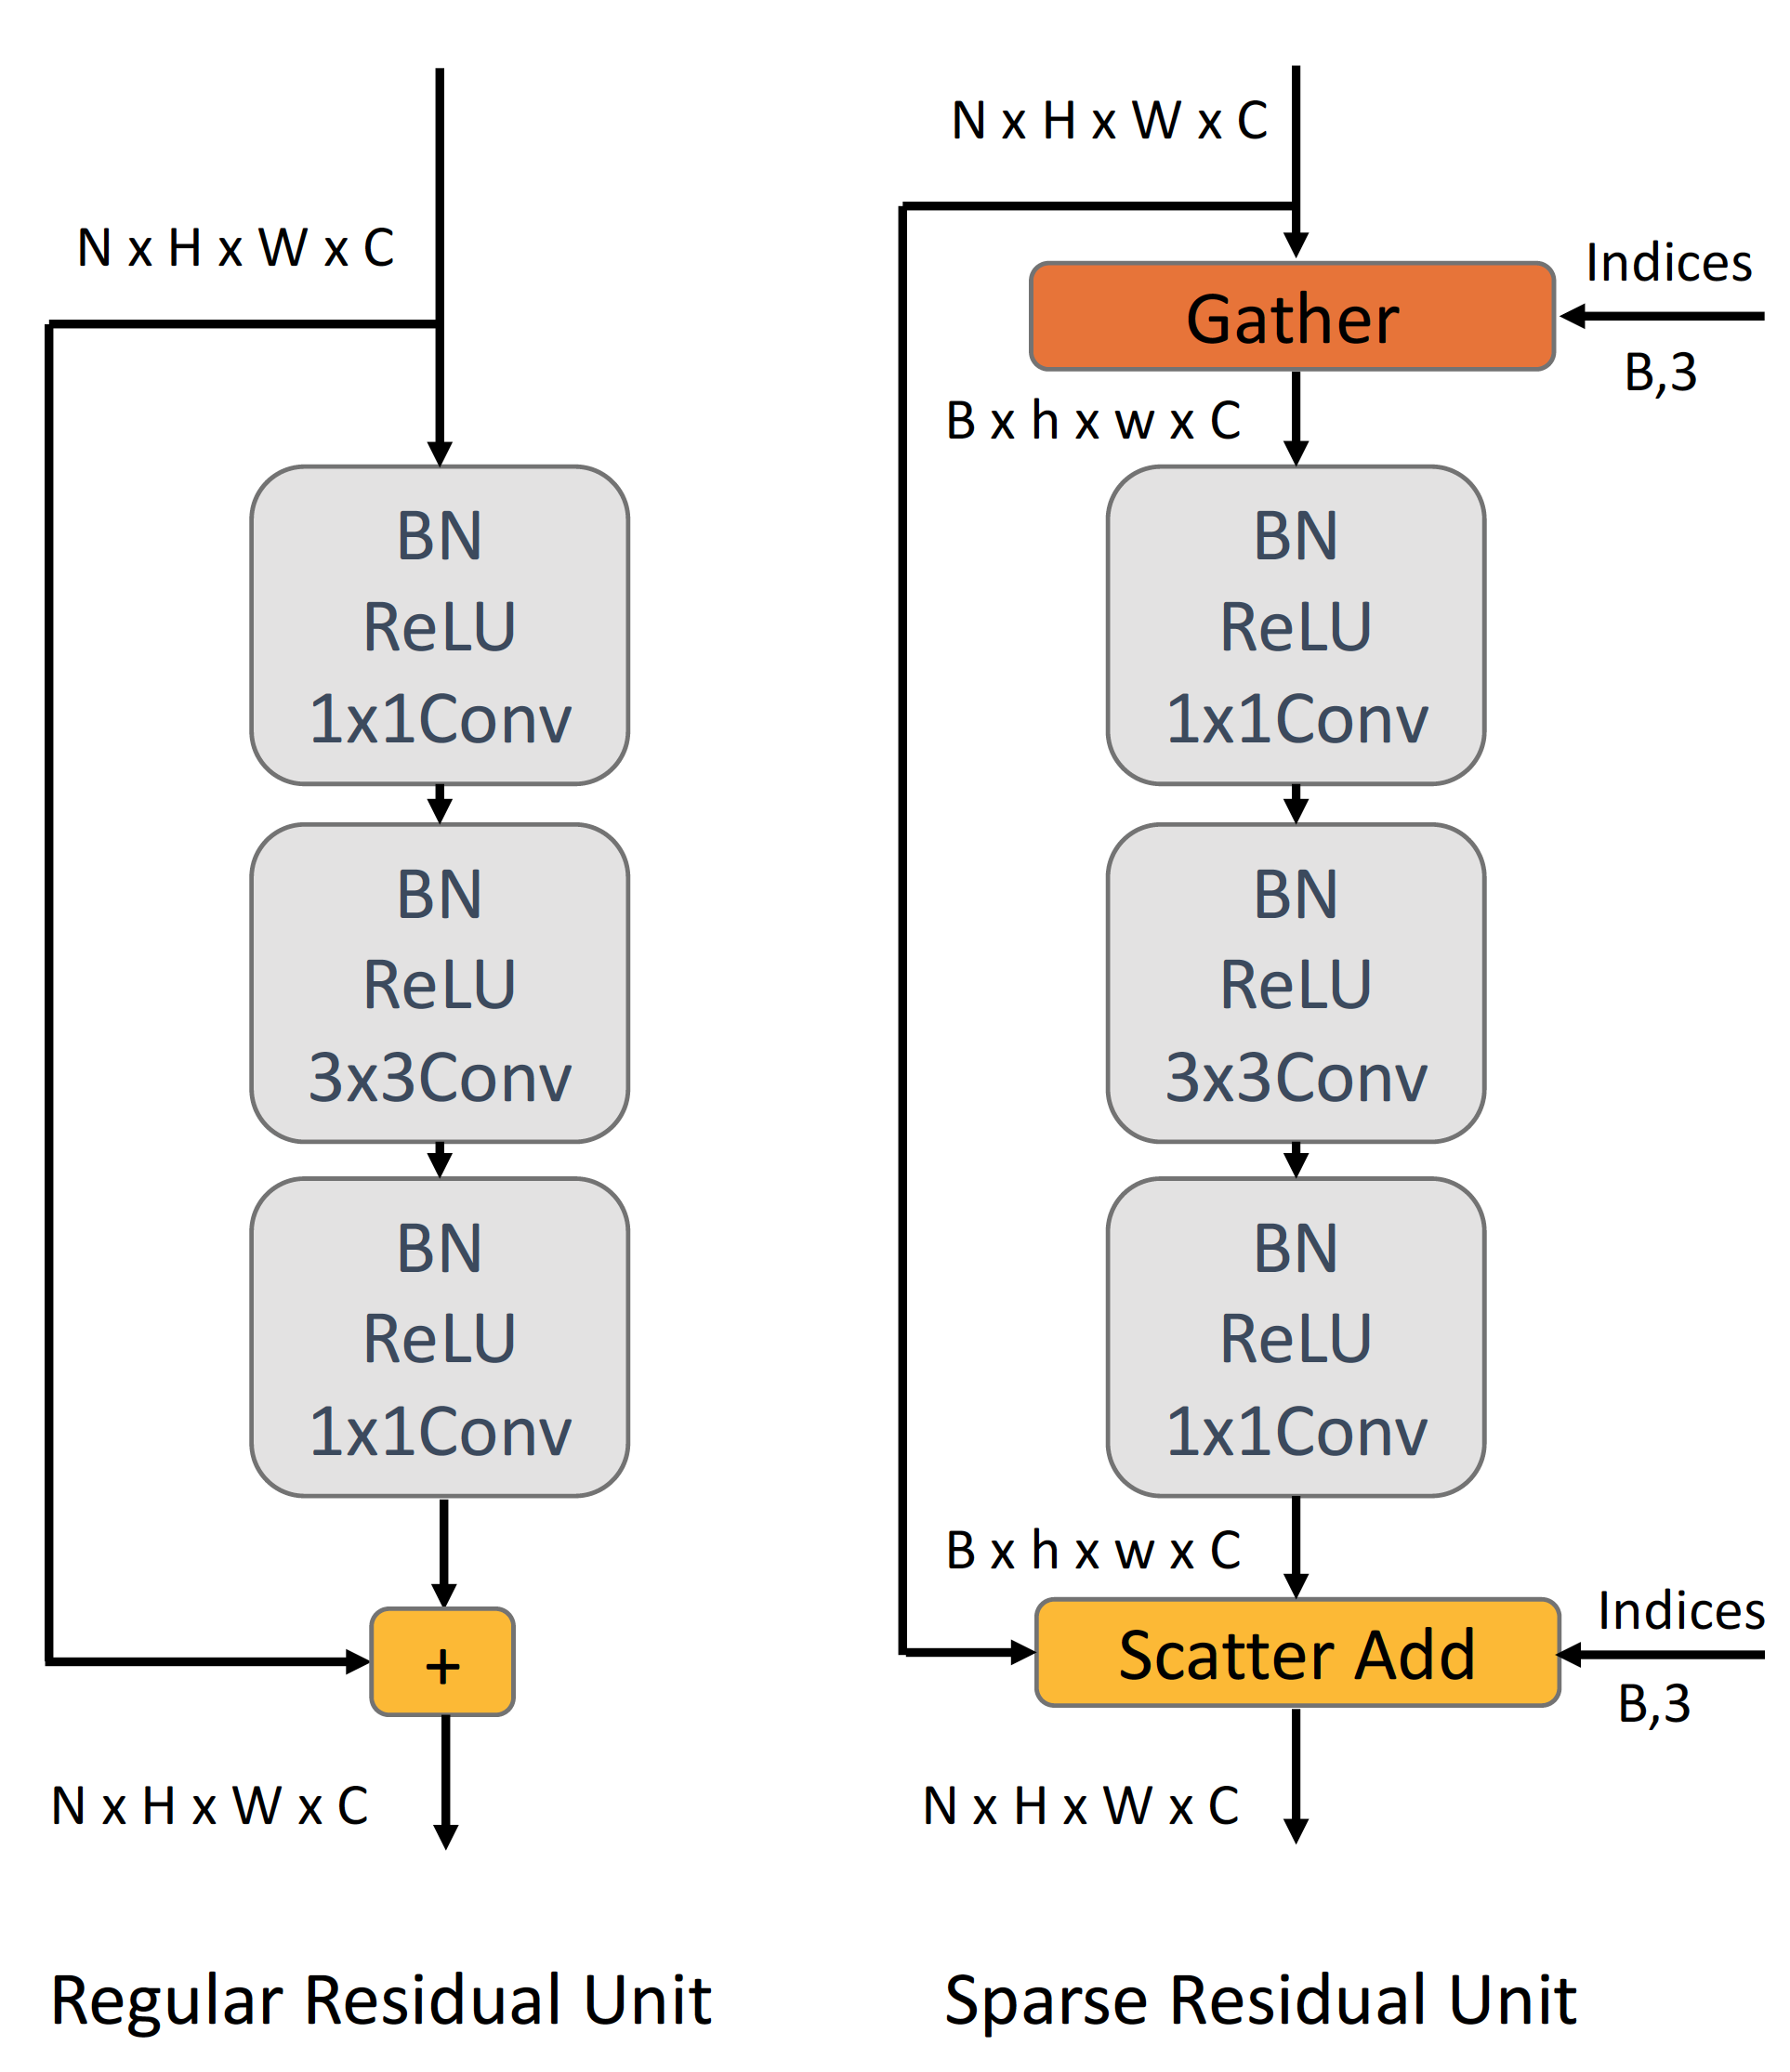 N x H x W x C
BN
ReLU
1x1Conv
BN
ReLU
3x3Conv
BN
ReLU
1x1Conv
+
N x H x W x C
Regular Residual Unit
N x H x W x C
Gather
Indices
B,3
B x h x w x C
BN
ReLU
1x1Conv
BN
ReLU
3x3Conv
BN
ReLU
1x1Conv
B x h x w x C
Scatter Add
Indices
B,3
N x H x W x C
Sparse Residual Unit